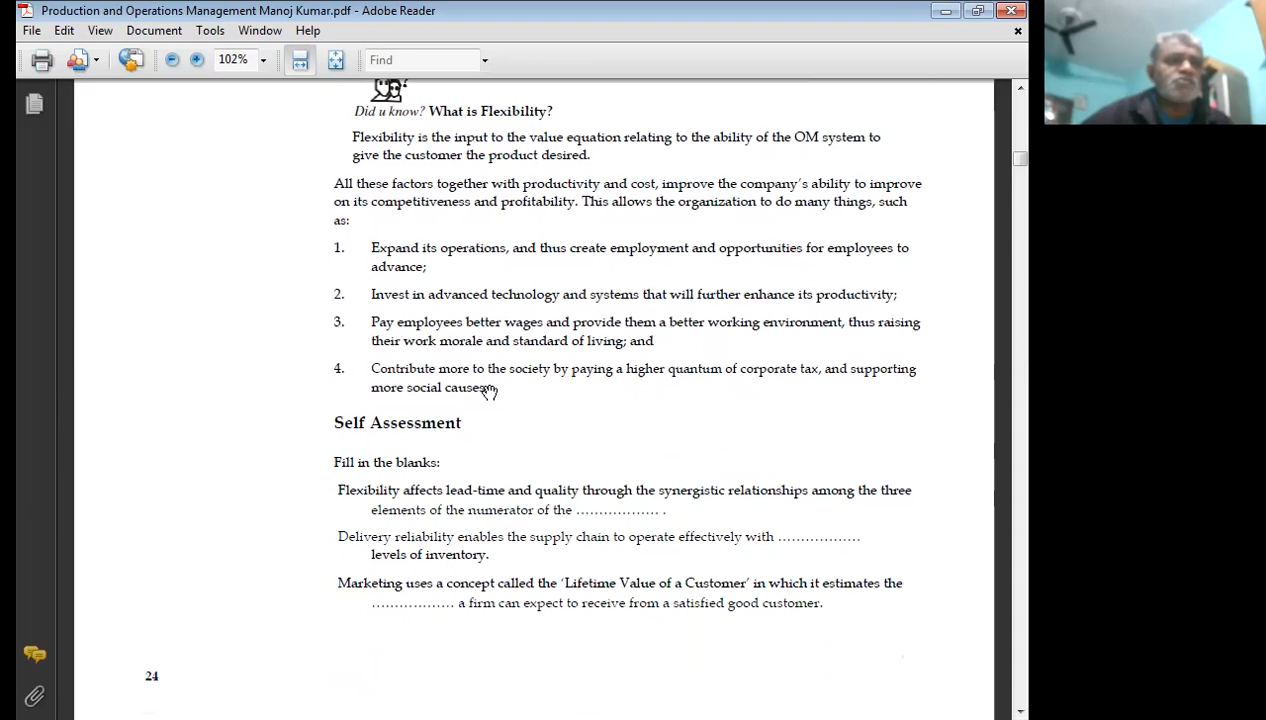 Production and Operations Management Manoj Kumar.pdf - Adobe Reader
File Edit View Document Tools Window Help
102%
Find
Did u know? What is Flexibility?
Flexibility is the input to the value equation relating to the ability of the OM system to
give the customer the product desired.
All these factors together with productivity and cost, improve the company's ability to improve
on its competitiveness and profitability. This allows the organization to do many things, such
as:
1. Expand its operations, and thus create employment and opportunities for employees to
advance;
2. Invest in advanced technology and systems that will further enhance its productivity;
3. Pay employees better wages and provide them a better working environment, thus raising
their work morale and standard of living; and
4. Contribute more to the society by paying a higher quantum of corporate tax, and supporting
more social causes
Self Assessment
Fill in the blanks:
Flexibility affects lead-time and quality through the synergistic relationships among the three
elements of the numerator of the .................. .
Delivery reliability enables the supply chain to operate effectively with ..................
levels of inventory.
Marketing uses a concept called the 'Lifetime Value of a Customer' in which it estimates the
.................. a firm can expect to receive from a satisfied good customer.
24